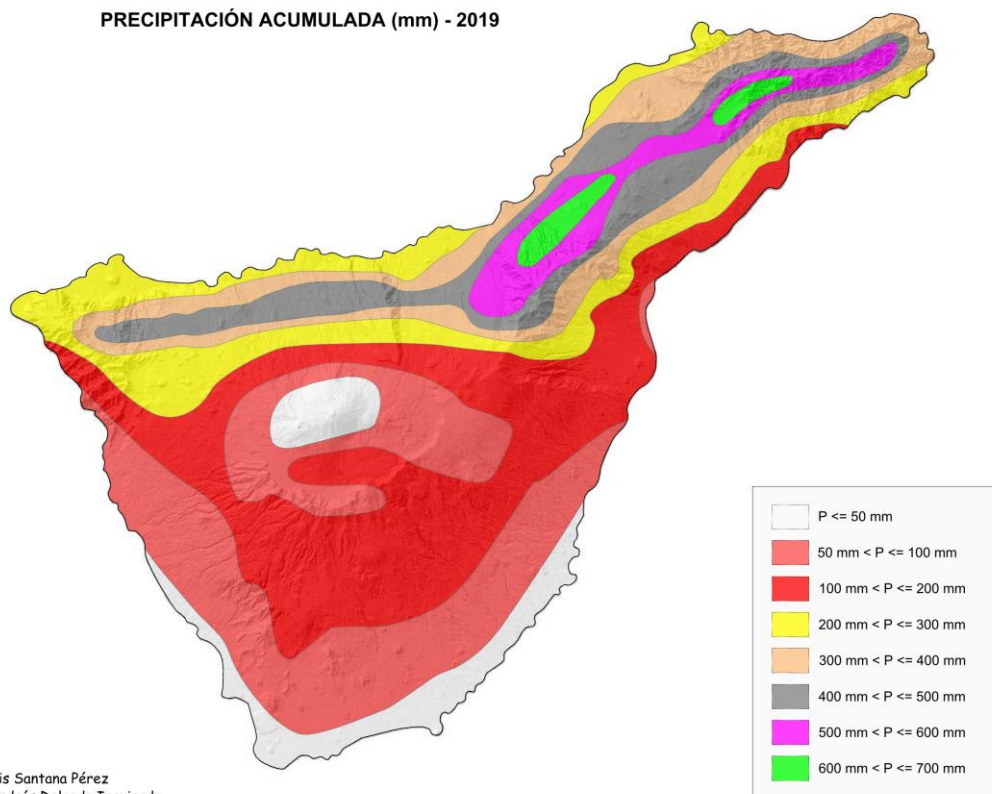 PRECIPITACIÓN ACUMULADA (mm) - 2019
P <= 50 mm
50 mm < P <= 100 mm
100 mm < P <= 200 mm
200 mm < P <= 300 mm
300 mm < P <= 400 mm
400 mm < P <= 500 mm
500 mm < P <= 600 mm
600 mm < P <= 700 mm
is Santana Pérez